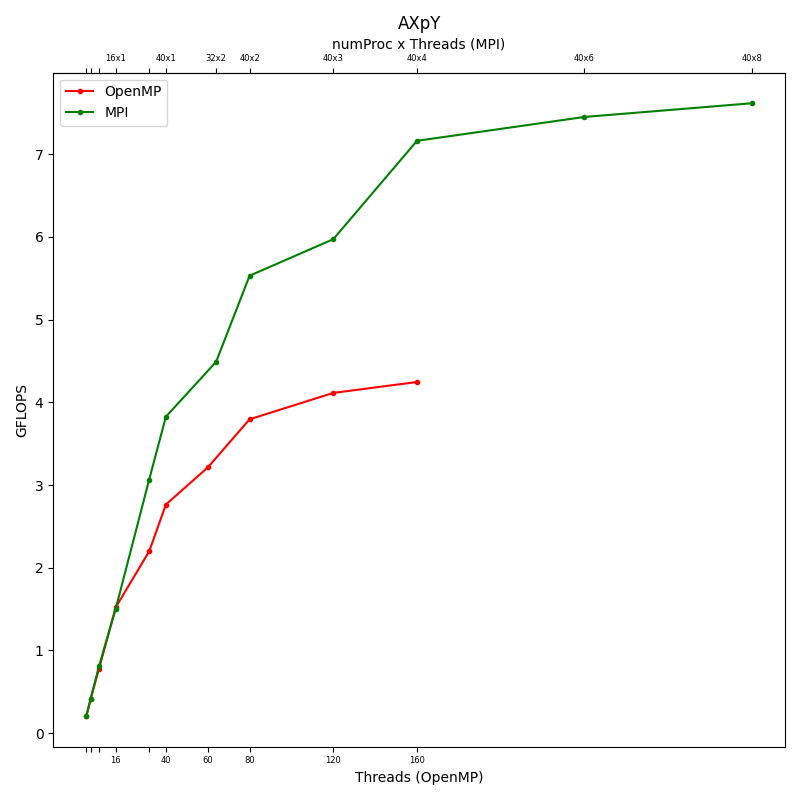 AXpY
numProc x Threads (MPI)
16x1 40x1 32x2 40x2 40x3 40x4 40x6 40x8
OpenMP
MPI
7
6
5
4
3
2
1
0
GFLOPS
16 40 60 80 120 160
Threads (OpenMP)